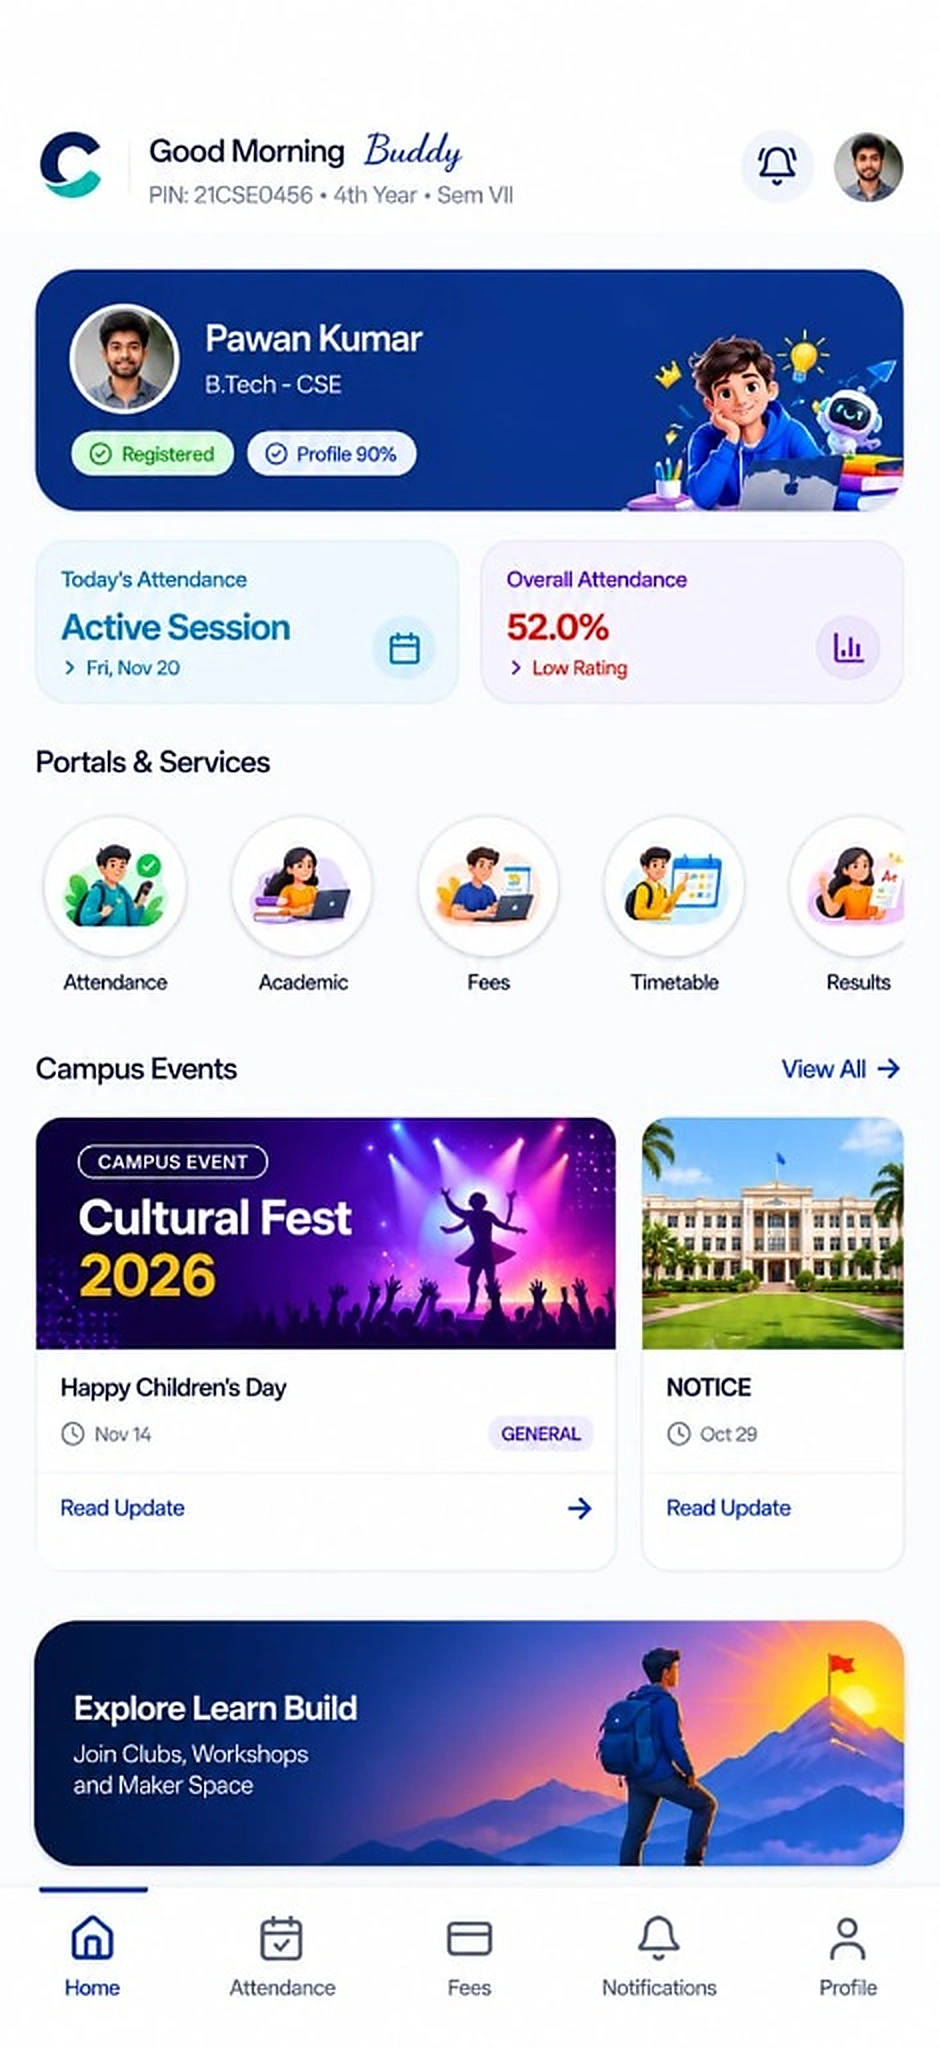 Good Morning Buddy
PIN: 21CSE0456 • 4th Year • Sem VII
Pawan Kumar
B.Tech - CSE
Registered
Profile 90%
Today's Attendance
Active Session
Fri, Nov 20
Overall Attendance
52.0%
Low Rating
Portals & Services
A+
Attendance
Academic
Fees
Timetable
Results
Campus Events
View All →
CAMPUS EVENT
Cultural Fest
2026
Happy Children's Day
Nov 14
GENERAL
Read Update →
NOTICE
Oct 29
Read Update
Explore Learn Build
Join Clubs, Workshops
and Maker Space
Home
Attendance
Fees
Notifications
Profile